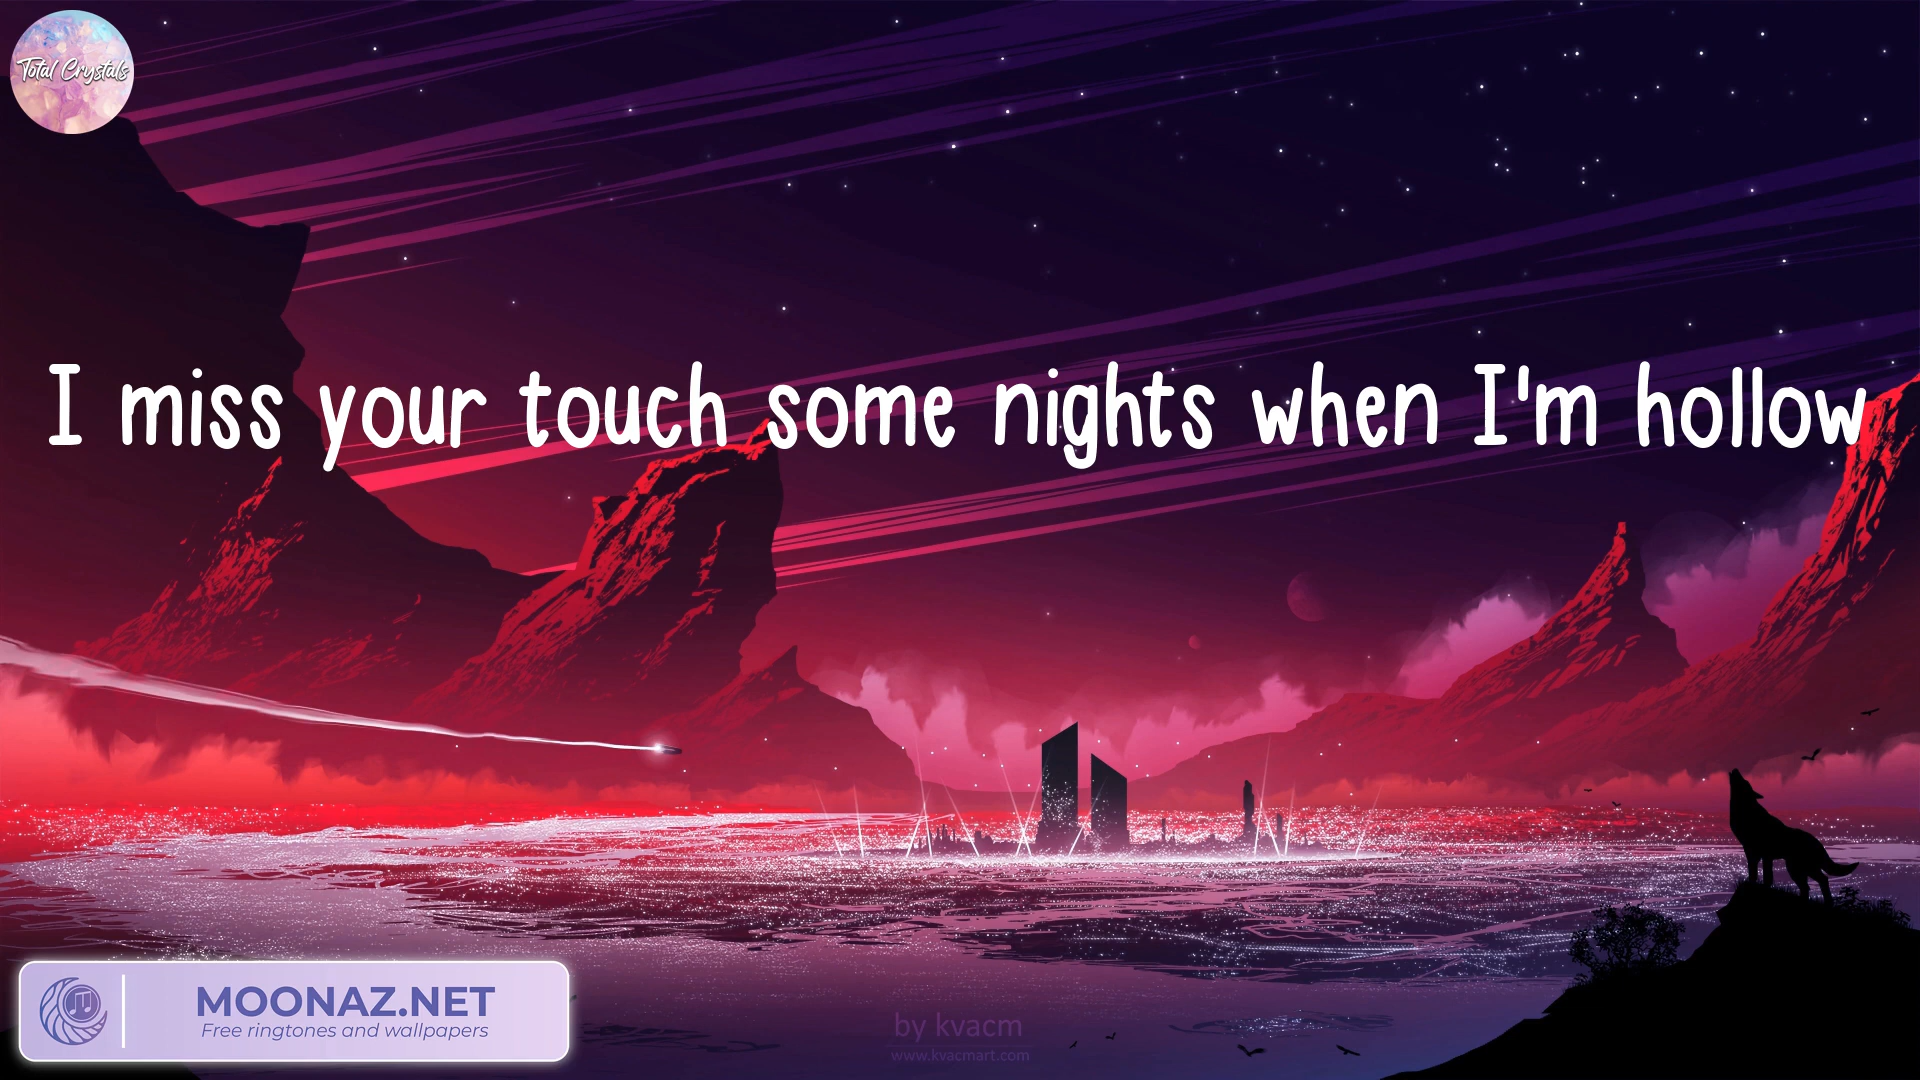 Total Crystals
I miss your touch some nights when I'm hollow
MOONAZ.NET
Free ringtones and wallpapers
by kvacm
www.kvacmart.com